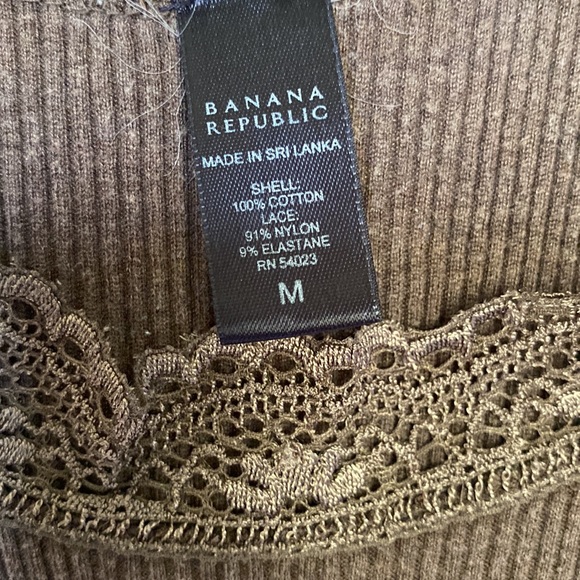 BANANA
REPUBLIC
MADE IN SRI LANKA
SHELL:
100% COTTON
LACE:
91% NYLON
9% ELASTANE
RN 54023
M